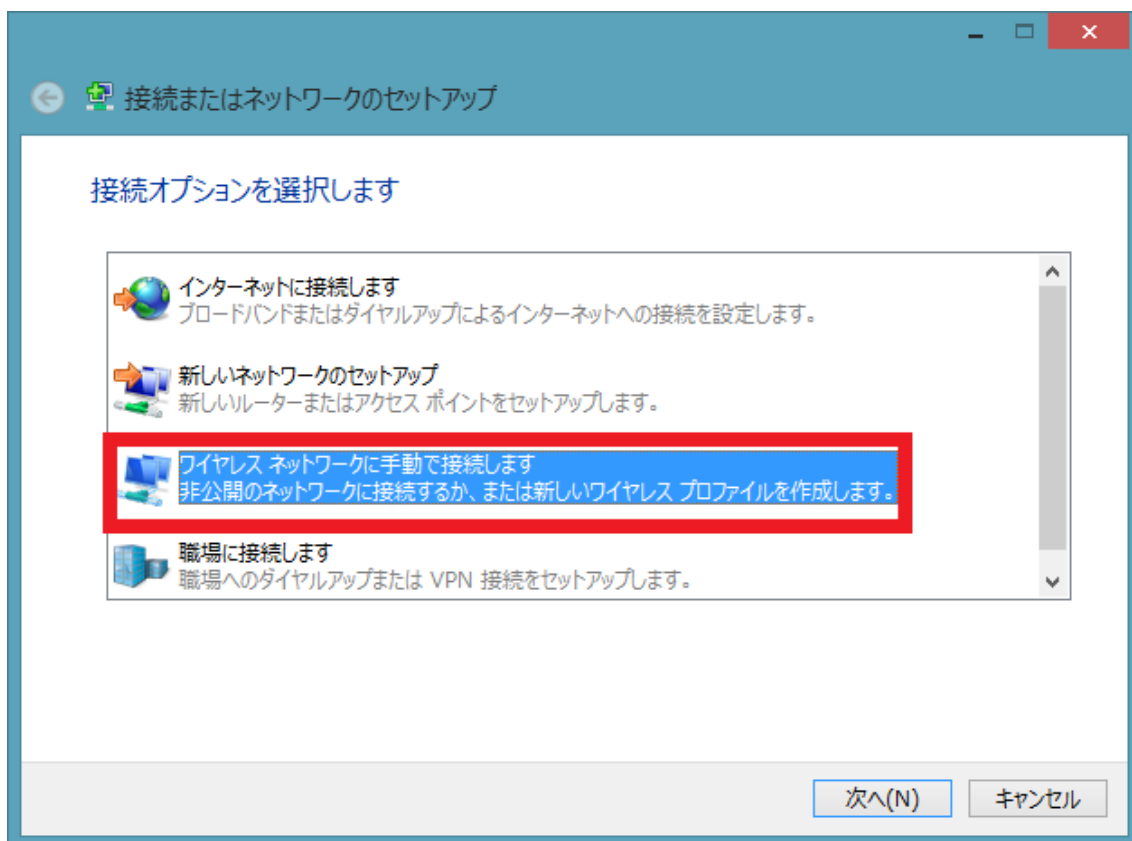 接続またはネットワークのセットアップ
接続オプションを選択します
インターネットに接続します
ブロードバンドまたはダイヤルアップによるインターネットへの接続を設定します。
新しいネットワークのセットアップ
新しいルーターまたはアクセス ポイントをセットアップします。
ワイヤレス ネットワークに手動で接続します
非公開のネットワークに接続するか、または新しいワイヤレス プロファイルを作成します。
職場に接続します
職場へのダイヤルアップまたは VPN 接続をセットアップします。
次へ(N)
キャンセル